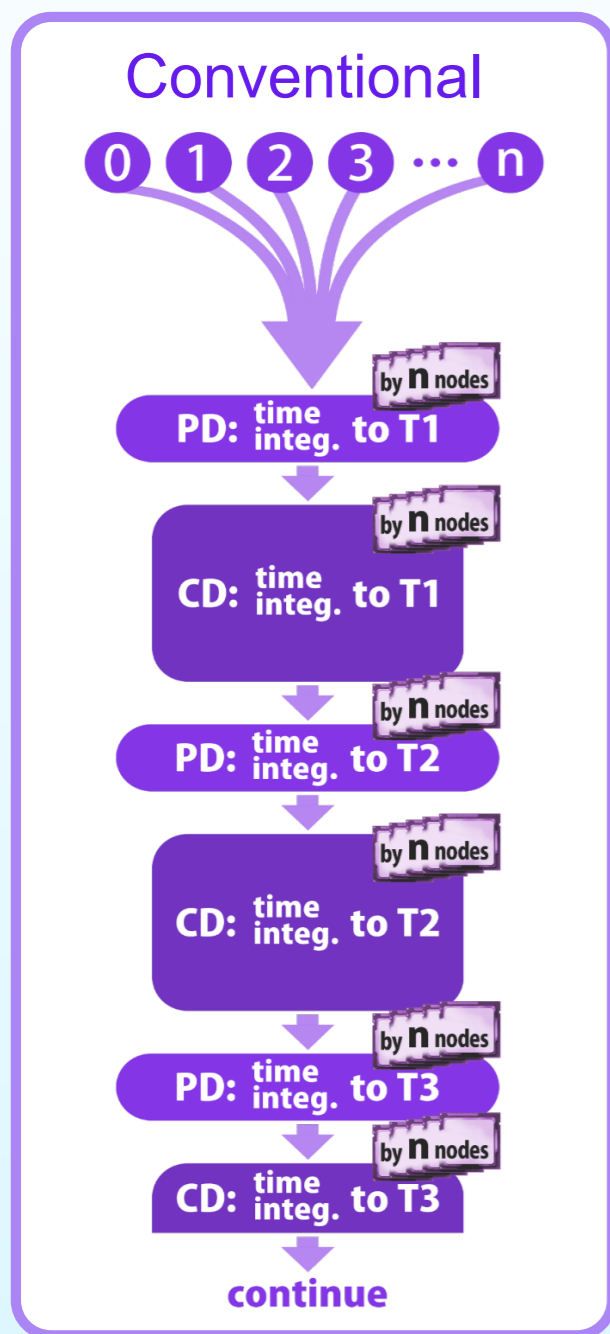 Conventional
0 1 2 3 ... n
by n nodes
PD: time integ. to T1
by n nodes
CD: time integ. to T1
by n nodes
PD: time integ. to T2
by n nodes
CD: time integ. to T2
by n nodes
PD: time integ. to T3
by n nodes
CD: time integ. to T3
continue